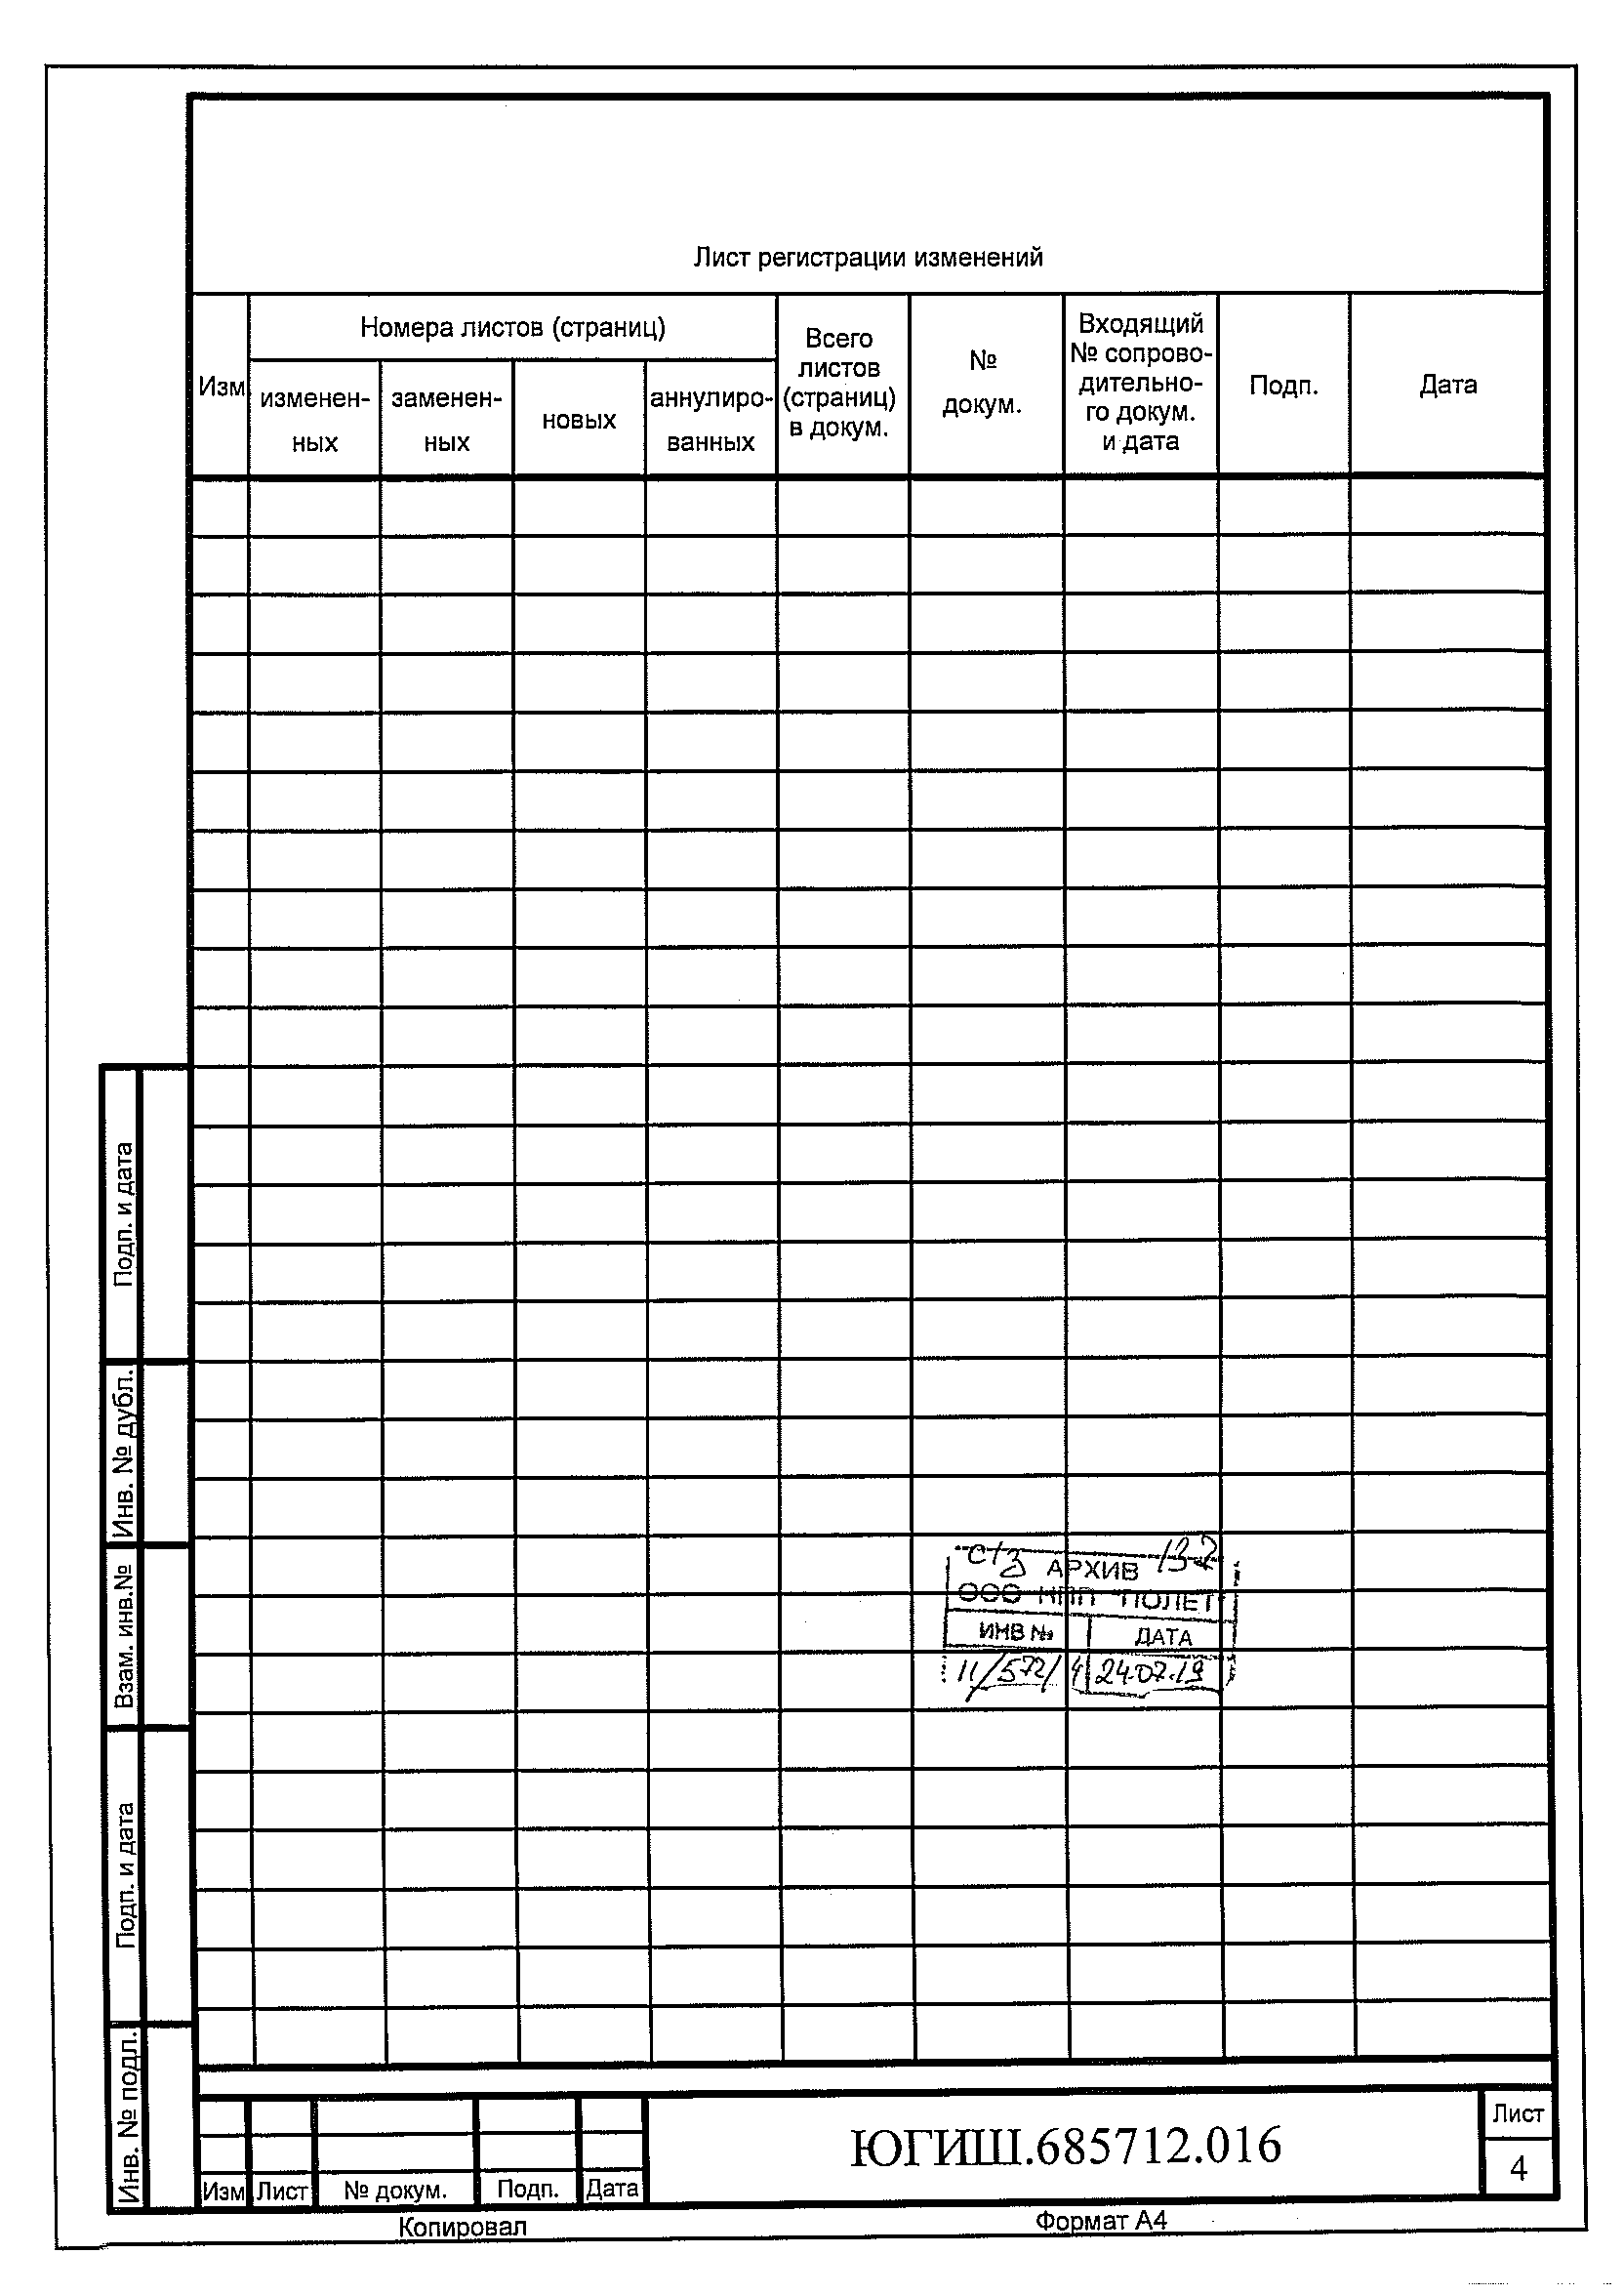 Лист регистрации изменений
Изм
Номера листов (страниц)
изменен-
ных
заменен-
ных
новых
аннулиро-
ванных
Всего
листов
(страниц)
в докум.
№
докум.
Входящий
№ сопрово-
дительно-
го докум.
и дата
Подп.
Дата
Подп. и дата
Инв. № дубл.
Взам. инв.№
Подп. и дата
Инв. № подл.
АРХИВ 132
ООО НПП "ПОЛЕТ"
ИНВ № ДАТА
11/572/4 24.07.19
Изм Лист № докум. Подп. Дата
ЮГИШ.685712.016
Лист
4
Копировал Формат А4